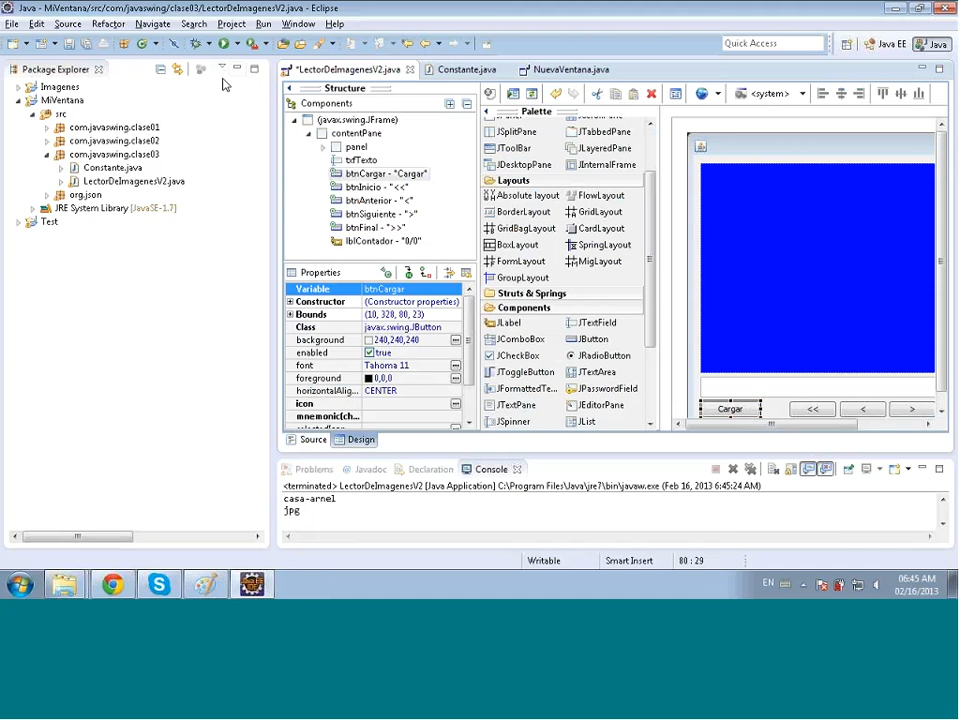 Java - MiVentana/src/com/javaswing/clase03/LectorDeImagenesV2.java - Eclipse
File Edit Source Refactor Navigate Search Project Run Window Help
Quick Access
Java EE
Java
Package Explorer
Imagenes
MiVentana
src
com.javaswing.clase01
com.javaswing.clase02
com.javaswing.clase03
Constante.java
LectorDeImagenesV2.java
org.json
JRE System Library [JavaSE-1.7]
Test
*LectorDeImagenesV2.java
Constante.java
NuevaVentana.java
Structure
Components
(javax.swing.JFrame)
contentPane
panel
txtTexto
btnCargar - "Cargar"
btnInicio - "<<"
btnAnterior - "<"
btnSiguiente - ">"
btnFinal - ">>"
lblContador - "0/0"
Properties
Variable btnCargar
Constructor (Constructor properties)
Bounds (10, 328, 80, 23)
Class javax.swing.JButton
background 240,240,240
enabled true
font Tahoma 11
foreground 0,0,0
horizontalAlig... CENTER
icon
mnemonic(ch...
Palette
JSplitPane JTabbedPane
JToolBar JLayeredPane
JDesktopPane JInternalFrame
Layouts
Absolute layout FlowLayout
BorderLayout GridLayout
GridBagLayout CardLayout
BoxLayout SpringLayout
FormLayout MigLayout
GroupLayout
Struts & Springs
Components
JLabel JTextField
JComboBox JButton
JCheckBox JRadioButton
JToggleButton JTextArea
JFormattedTe... JPasswordField
JTextPane JEditorPane
JSpinner JList
<system>
Cargar << < >
Source Design
Problems Javadoc Declaration Console
<terminated> LectorDeImagenesV2 [Java Application] C:\Program Files\Java\jre7\bin\javaw.exe (Feb 16, 2013 6:45:24 AM)
casa-arnel
jpg
Writable Smart Insert 80 : 29
EN
06:45 AM
02/16/2013